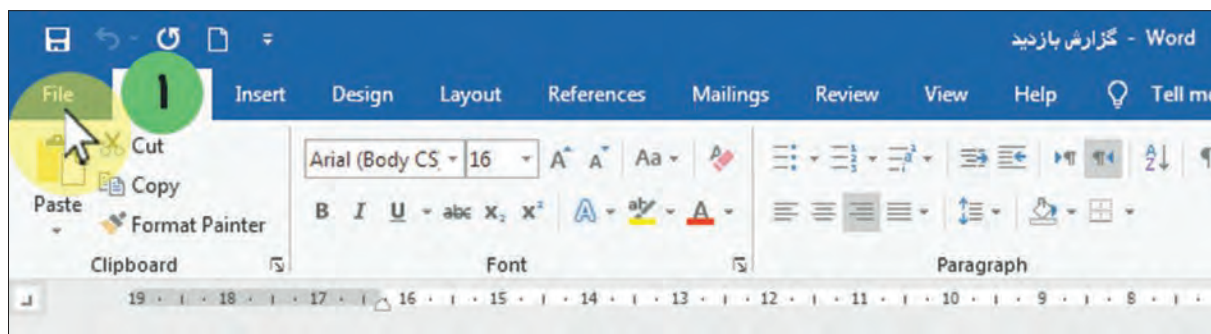 گزارش بازدید - Word
File ۱ Insert Design Layout References Mailings Review View Help Tell me
Cut
Copy
Paste
Format Painter
Arial (Body CS, 16 A A Aa
B I U abc X₂ X² A ab A
Clipboard Font Paragraph
19 18 17 16 15 14 13 12 11 10 9 8